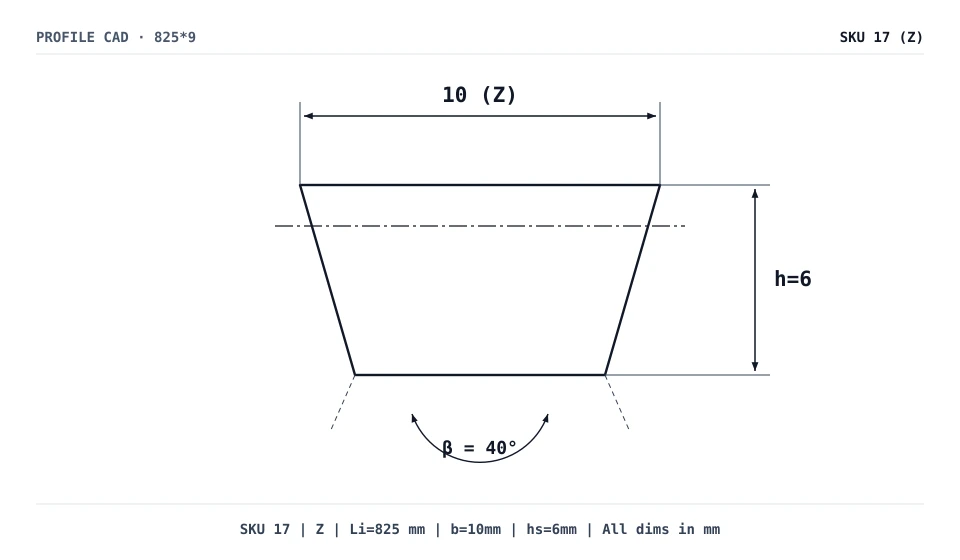 PROFILE CAD · 825*9
SKU 17 (Z)
10 (Z)
h=6
β = 40°
SKU 17 | Z | Li=825 mm | b=10mm | hs=6mm | All dims in mm